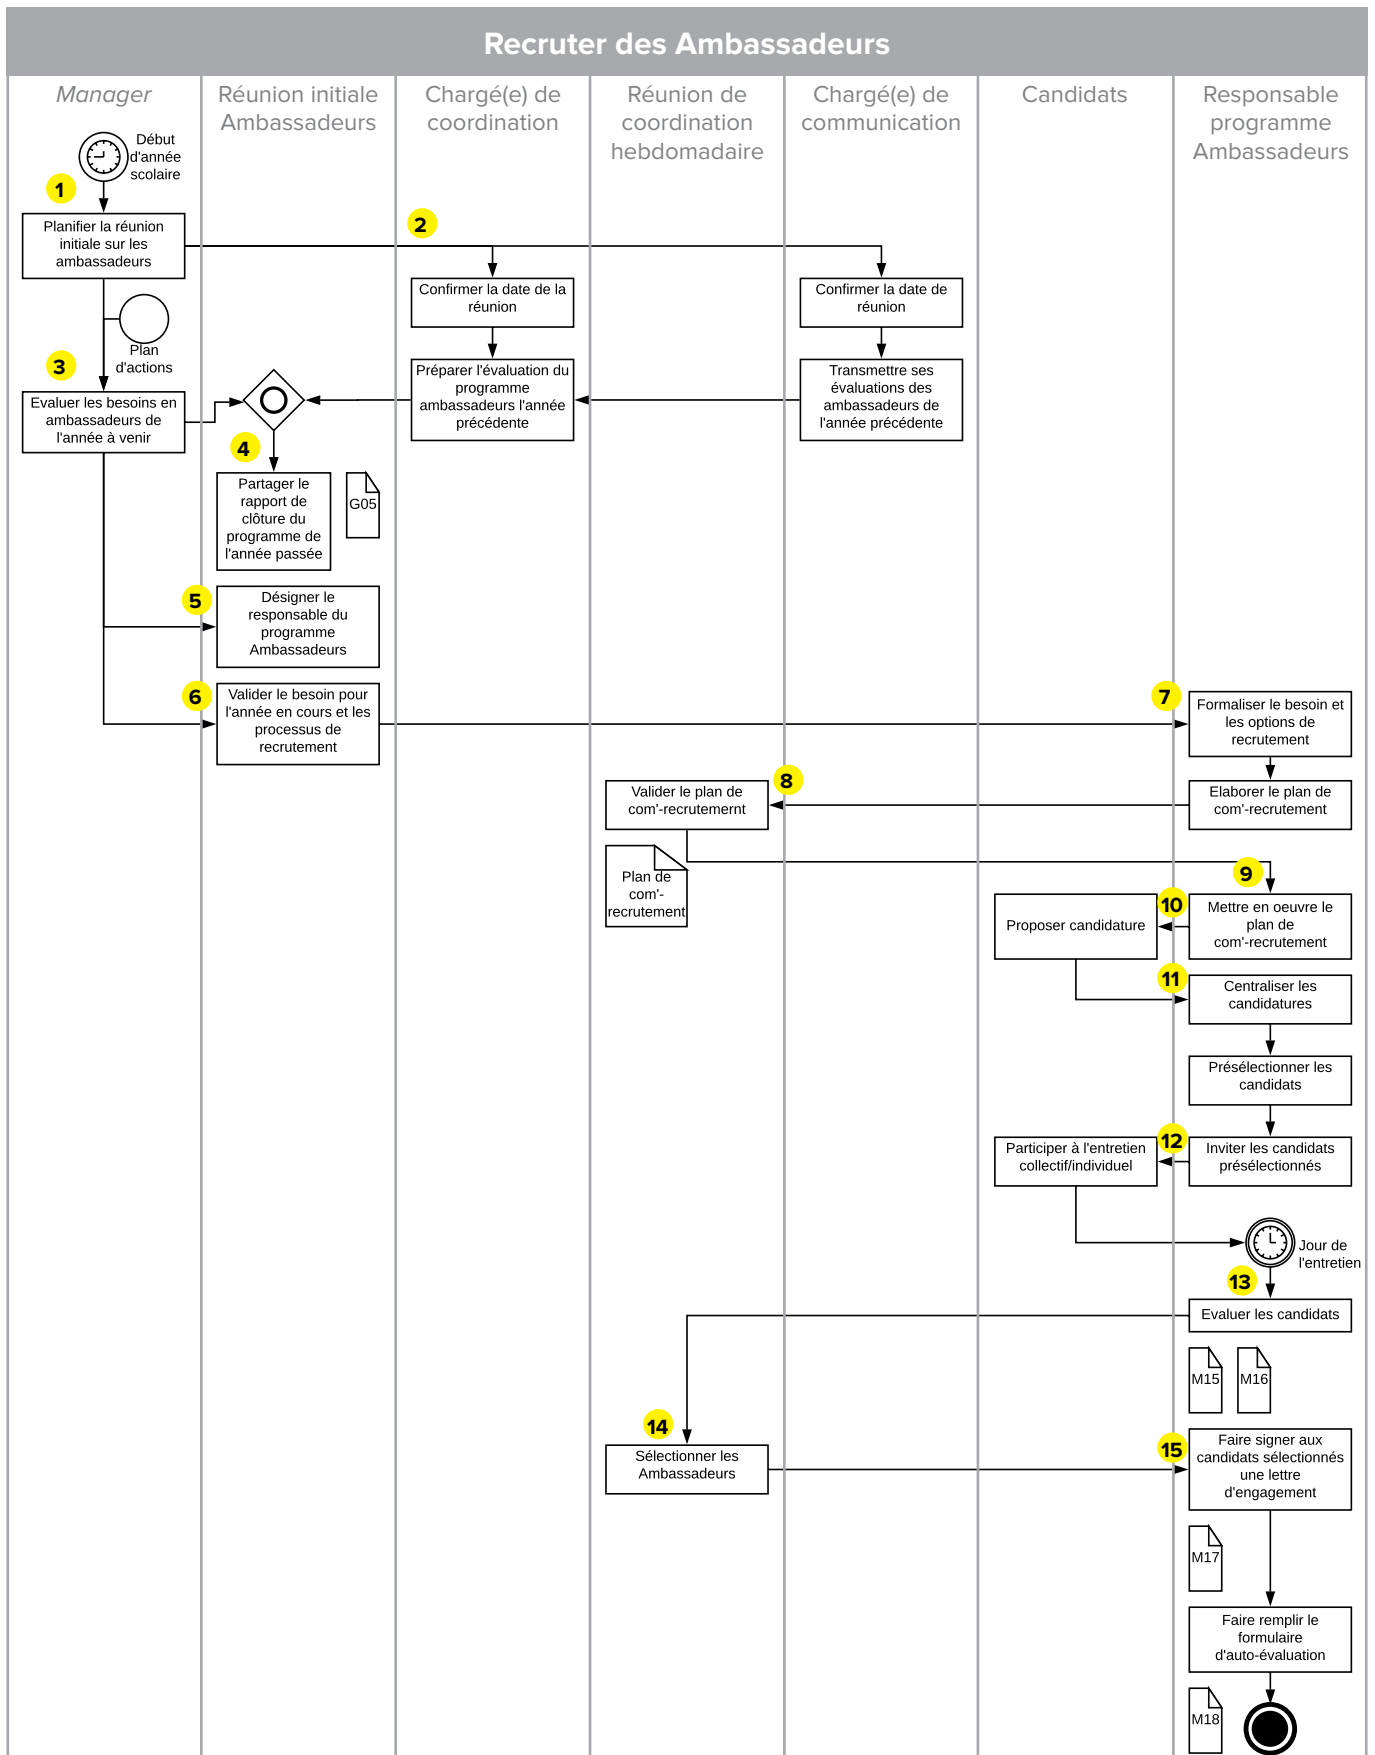 Recruter des Ambassadeurs
Manager
Réunion initiale
Ambassadeurs
Chargé(e) de
coordination
Réunion de
coordination
hebdomadaire
Chargé(e) de
communication
Candidats
Responsable
programme
Ambassadeurs
Début
d'année
scolaire
1
Planifier la réunion
initiale sur les
ambassadeurs
2
Confirmer la date de la
réunion
Confirmer la date de
réunion
Plan
d'actions
3
Evaluer les besoins en
ambassadeurs de
l'année à venir
Préparer l'évaluation du
programme
ambassadeurs l'année
précédente
Transmettre ses
évaluations des
ambassadeurs de
l'année précédente
4
Partager le
rapport de
clôture du
programme de
l'année passée
G05
5
Désigner le
responsable du
programme
Ambassadeurs
6
Valider le besoin pour
l'année en cours et les
processus de
recrutement
7
Formaliser le besoin et
les options de
recrutement
8
Valider le plan de
com'-recrutemernt
Elaborer le plan de
com'-recrutement
Plan de
com'-
recrutement
9
10
Proposer candidature
Mettre en oeuvre le
plan de
com'-recrutement
11
Centraliser les
candidatures
Présélectionner les
candidats
12
Participer à l'entretien
collectif/individuel
Inviter les candidats
présélectionnés
Jour de
l'entretien
13
Evaluer les candidats
M15
M16
14
Sélectionner les
Ambassadeurs
15
Faire signer aux
candidats sélectionnés
une lettre
d'engagement
M17
Faire remplir le
formulaire
d'auto-évaluation
M18